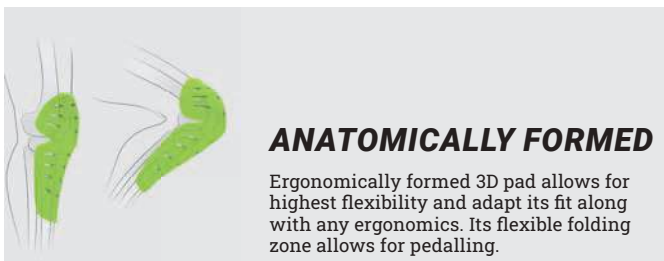 ANATOMICALLY FORMED
Ergonomically formed 3D pad allows for
highest flexibility and adapt its fit along
with any ergonomics. Its flexible folding
zone allows for pedalling.